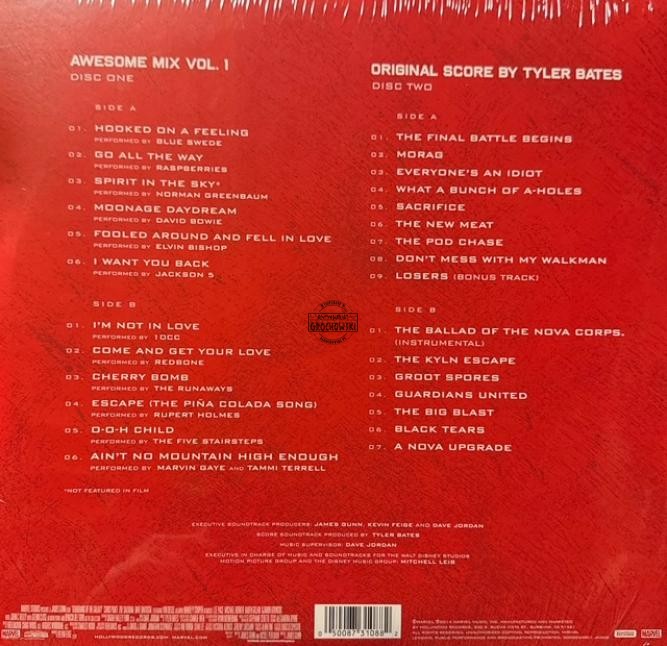 AWESOME MIX VOL. 1
DISC ONE
SIDE A
01. HOOKED ON A FEELING
PERFORMED BY BLUE SWEDE
02. GO ALL THE WAY
PERFORMED BY RASPBERRIES
03. SPIRIT IN THE SKY*
PERFORMED BY NORMAN GREENBAUM
04. MOONAGE DAYDREAM
PERFORMED BY DAVID BOWIE
05. FOOLED AROUND AND FELL IN LOVE
PERFORMED BY ELVIN BISHOP
06. I WANT YOU BACK
PERFORMED BY JACKSON 5
SIDE B
01. I'M NOT IN LOVE
PERFORMED BY 10CC
02. COME AND GET YOUR LOVE
PERFORMED BY REDBONE
03. CHERRY BOMB
PERFORMED BY THE RUNAWAYS
04. ESCAPE (THE PIÑA COLADA SONG)
PERFORMED BY RUPERT HOLMES
05. O-O-H CHILD
PERFORMED BY THE FIVE STAIRSTEPS
06. AIN'T NO MOUNTAIN HIGH ENOUGH
PERFORMED BY MARVIN GAYE AND TAMMI TERRELL
*NOT FEATURED IN FILM
ORIGINAL SCORE BY TYLER BATES
DISC TWO
SIDE A
01. THE FINAL BATTLE BEGINS
02. MORAG
03. EVERYONE'S AN IDIOT
04. WHAT A BUNCH OF A-HOLES
05. SACRIFICE
06. THE NEW MEAT
07. THE POD CHASE
08. DON'T MESS WITH MY WALKMAN
09. LOSERS (BONUS TRACK)
SIDE B
01. THE BALLAD OF THE NOVA CORPS.
(INSTRUMENTAL)
02. THE KYLN ESCAPE
03. GROOT SPORES
04. GUARDIANS UNITED
05. THE BIG BLAST
06. BLACK TEARS
07. A NOVA UPGRADE
GROCHOWSKI
EXECUTIVE SOUNDTRACK PRODUCERS: JAMES GUNN, KEVIN FEIGE AND DAVE JORDAN
SCORE SOUNDTRACK PRODUCED BY TYLER BATES
MUSIC SUPERVISOR: DAVE JORDAN
EXECUTIVE IN CHARGE OF MUSIC AND SOUNDTRACKS FOR THE WALT DISNEY STUDIOS
MOTION PICTURE GROUP AND THE DISNEY MUSIC GROUP: MITCHELL LEIB
MARVEL
HOLLYWOODRECORDS.COM MARVEL.COM
0 50087 31088 2
MARVEL